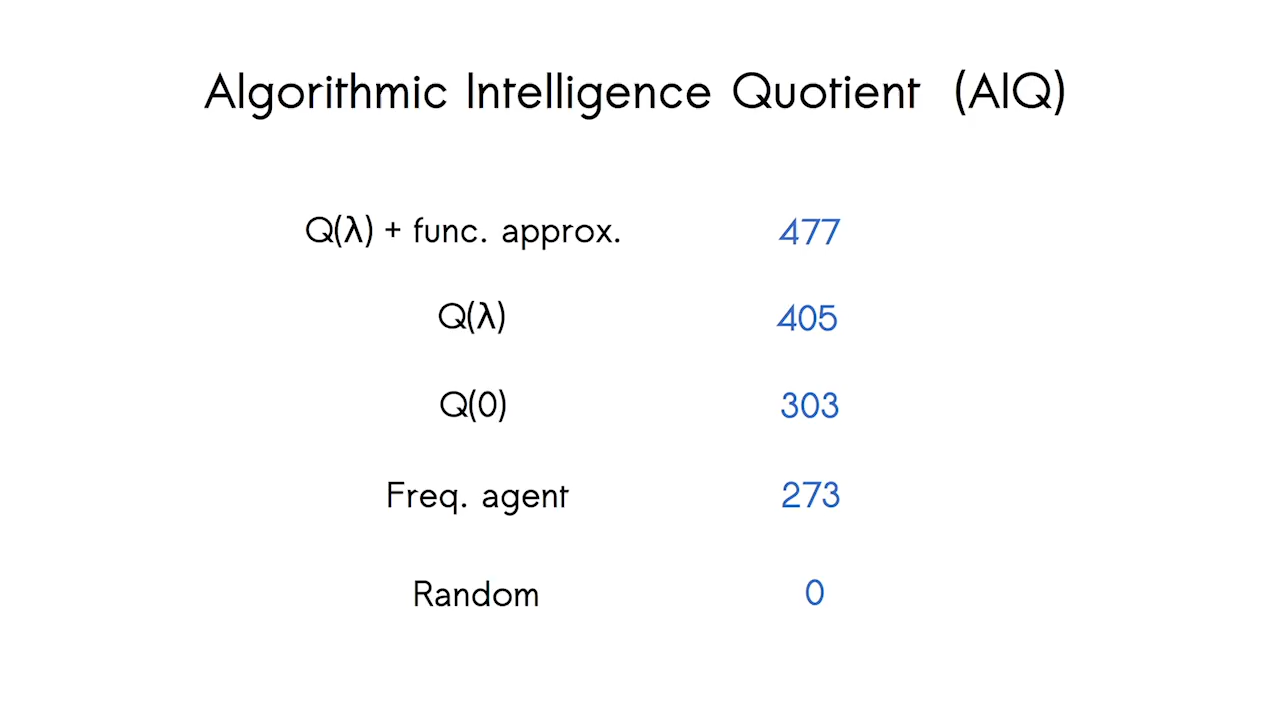 Algorithmic Intelligence Quotient (AIQ)
Q(λ) + func. approx. 477
Q(λ) 405
Q(0) 303
Freq. agent 273
Random 0